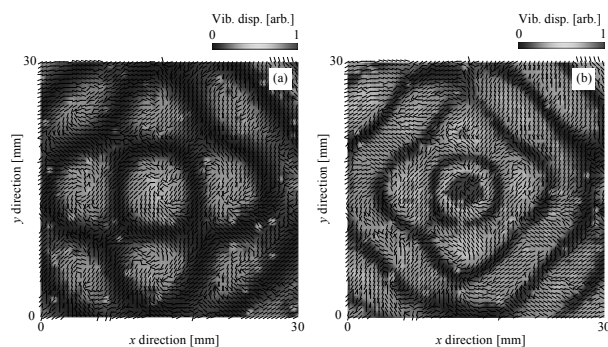 Vib. disp. [arb.]
0 1
30
(a)
y direction [mm]
0
0 30
x direction [mm]
Vib. disp. [arb.]
0 1
30
(b)
y direction [mm]
0
0 30
x direction [mm]